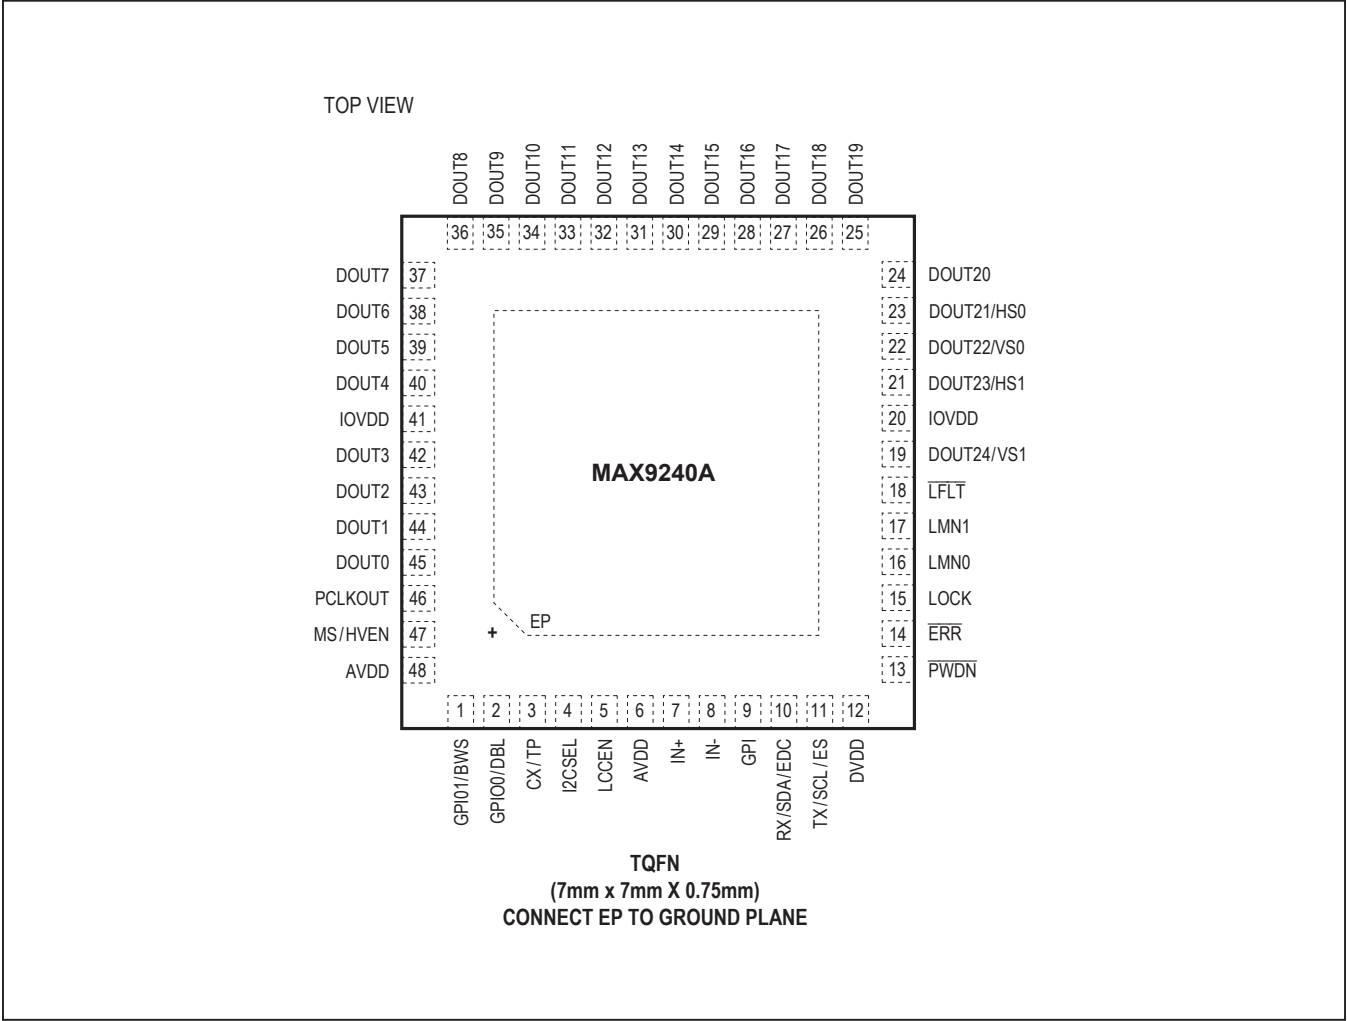 TOP VIEW
DOUT8
DOUT9
DOUT10
DOUT11
DOUT12
DOUT13
DOUT14
DOUT15
DOUT16
DOUT17
DOUT18
DOUT19
36 35 34 33 32 31 30 29 28 27 26 25
DOUT7 37
DOUT6 38
DOUT5 39
DOUT4 40
IOVDD 41
DOUT3 42
DOUT2 43
DOUT1 44
DOUT0 45
PCLKOUT 46
MS/HVEN 47
AVDD 48
24 DOUT20
23 DOUT21/HS0
22 DOUT22/VS0
21 DOUT23/HS1
20 IOVDD
19 DOUT24/VS1
18 LFLT
17 LMN1
16 LMN0
15 LOCK
14 ERR
13 PWDN
MAX9240A
EP
+
1 2 3 4 5 6 7 8 9 10 11 12
GPI01/BWS
GPIO0/DBL
CX/TP
I2CSEL
LCCEN
AVDD
IN+
IN-
GPI
RX/SDA/EDC
TX/SCL/ES
DVDD
TQFN
(7mm x 7mm X 0.75mm)
CONNECT EP TO GROUND PLANE